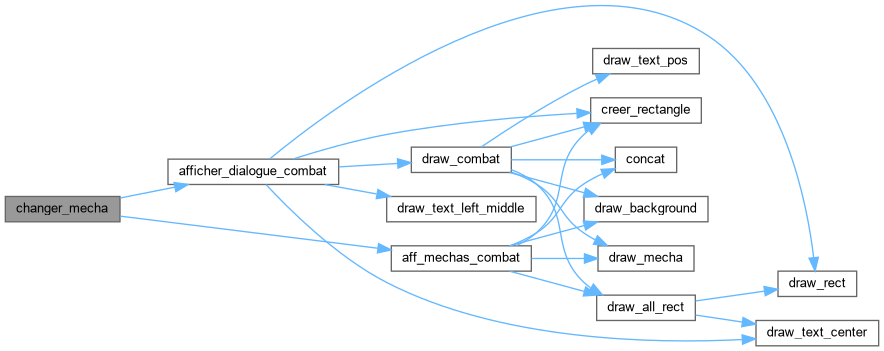 draw_text_pos
creer_rectangle
draw_combat
concat
afficher_dialogue_combat
changer_mecha
draw_text_left_middle
draw_background
aff_mechas_combat
draw_mecha
draw_rect
draw_all_rect
draw_text_center